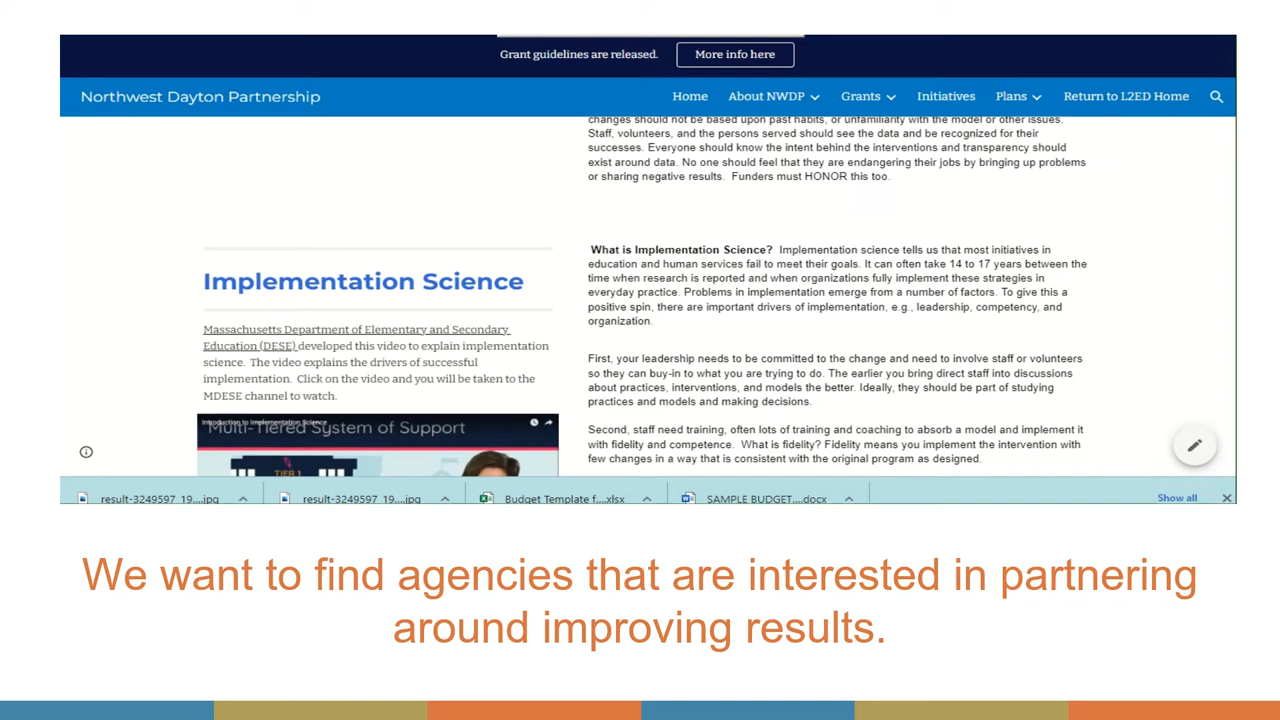 Grant guidelines are released. More info here
Northwest Dayton Partnership Home About NWDP Grants Initiatives Plans Return to L2ED Home
changes should not be based upon past habits, or unfamiliarity with the model or other issues.
Staff, volunteers, and the persons served should see the data and be recognized for their
successes. Everyone should know the intent behind the interventions and transparency should
exist around data. No one should feel that they are endangering their jobs by bringing up problems
or sharing negative results. Funders must HONOR this too.
Implementation Science
Massachusetts Department of Elementary and Secondary
Education (DESE) developed this video to explain implementation
science. The video explains the drivers of successful
implementation. Click on the video and you will be taken to the
MDESE channel to watch.
Introduction to Implementation Science
Multi-Tiered System of Support
TIER 1
What is Implementation Science? Implementation science tells us that most initiatives in
education and human services fail to meet their goals. It can often take 14 to 17 years between the
time when research is reported and when organizations fully implement these strategies in
everyday practice. Problems in implementation emerge from a number of factors. To give this a
positive spin, there are important drivers of implementation, e.g., leadership, competency, and
organization.
First, your leadership needs to be committed to the change and need to involve staff or volunteers
so they can buy-in to what you are trying to do. The earlier you bring direct staff into discussions
about practices, interventions, and models the better. Ideally, they should be part of studying
practices and models and making decisions.
Second, staff need training, often lots of training and coaching to absorb a model and implement it
with fidelity and competence. What is fidelity? Fidelity means you implement the intervention with
few changes in a way that is consistent with the original program as designed.
result-3249597_19....jpg result-3249597_19....jpg Budget Template f....xlsx SAMPLE BUDGET....docx Show all
We want to find agencies that are interested in partnering
around improving results.